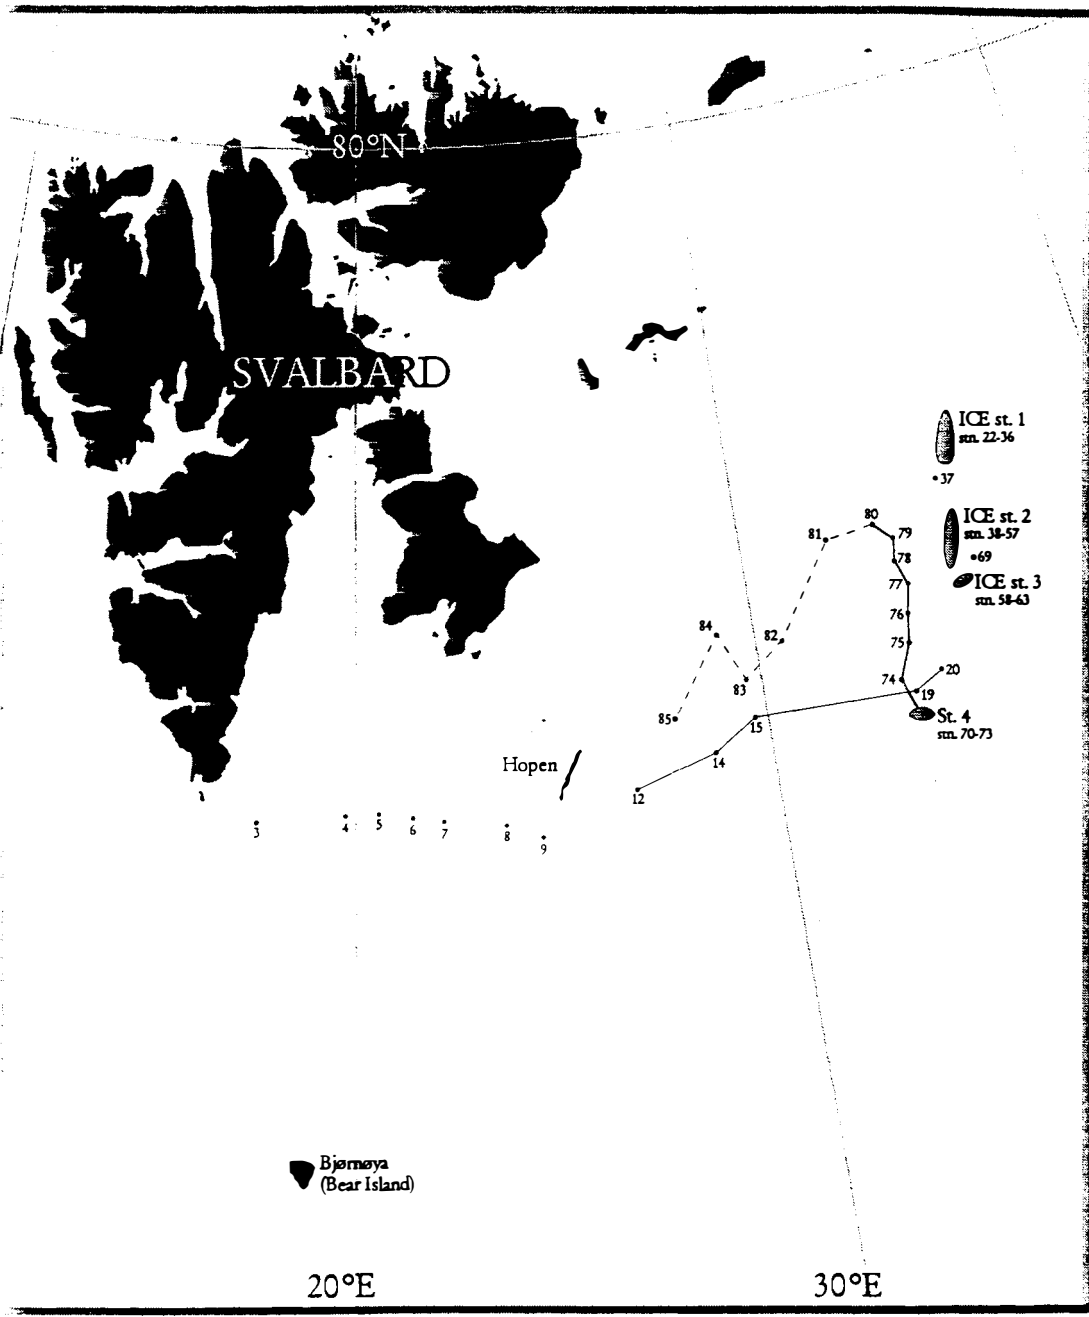 80°N
SVALBARD
ICE st. 1
stn. 22-36
37
80
ICE st. 2
81
79
stn. 38-57
69
78
ICE st. 3
77
stn. 58-63
76
84
82
75
20
74
83
19
85
15
St. 4
stn. 70-73
Hopen
14
12
3
4
5
6
7
8
9
Bjørnøya
(Bear Island)
20°E
30°E